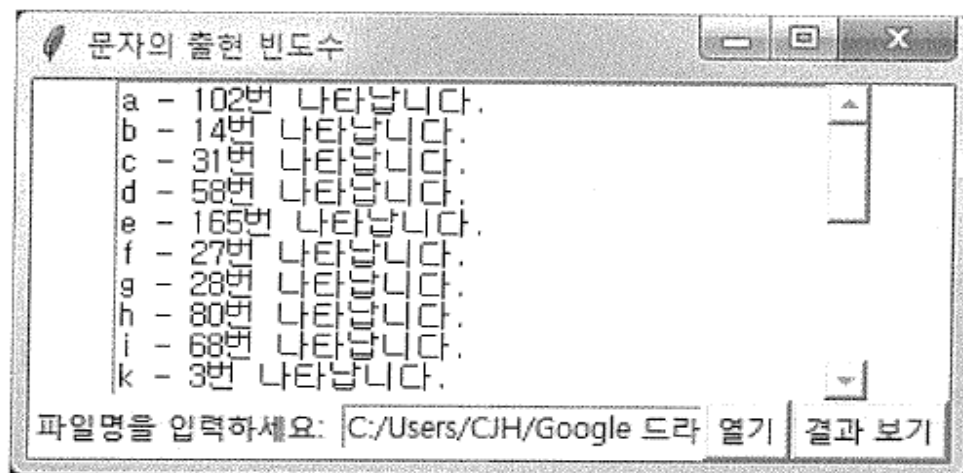 문자의 출현 빈도수
a - 102번 나타납니다.
b - 14번 나타납니다.
c - 31번 나타납니다.
d - 58번 나타납니다.
e - 165번 나타납니다.
f - 27번 나타납니다.
g - 28번 나타납니다.
h - 80번 나타납니다.
i - 68번 나타납니다.
k - 3번 나타납니다.
파일명을 입력하세요: C:/Users/CJH/Google 드라 열기 결과 보기